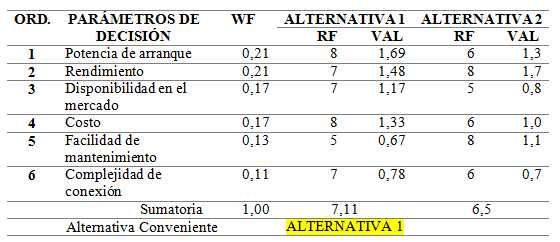 ORD. PARÁMETROS DE DECISIÓN WF ALTERNATIVA 1 ALTERNATIVA 2
RF VAL RF VAL
1 Potencia de arranque 0,21 8 1,69 6 1,3
2 Rendimiento 0,21 7 1,48 8 1,7
3 Disponibilidad en el mercado 0,17 7 1,17 5 0,8
4 Costo 0,17 8 1,33 6 1,0
5 Facilidad de mantenimiento 0,13 5 0,67 8 1,1
6 Complejidad de conexión 0,11 7 0,78 6 0,7
Sumatoria 1,00 7,11 6,5
Alternativa Conveniente ALTERNATIVA 1